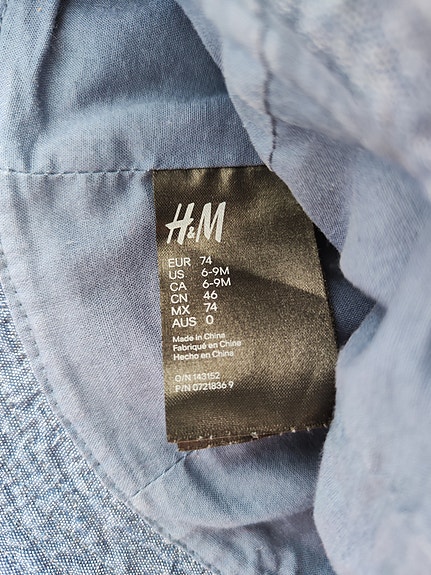 H&M
EUR 74
US 6-9M
CA 6-9M
CN 46
MX 74
AUS 0
Made in China
Fabriqué en Chine
Hecho en China
O/N 143152
P/N 0721836 9